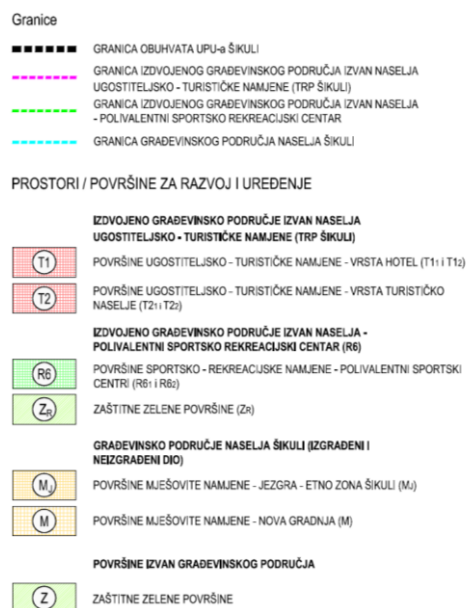 Granice
GRANICA OBUHVATA UPU-a ŠIKULI
GRANICA IZDVOJENOG GRAĐEVINSKOG PODRUČJA IZVAN NASELJA
UGOSTITELJSKO - TURISTIČKE NAMJENE (TRP ŠIKULI)
GRANICA IZDVOJENOG GRAĐEVINSKOG PODRUČJA IZVAN NASELJA
- POLIVALENTNI SPORTSKO REKREACIJSKI CENTAR
GRANICA GRAĐEVINSKOG PODRUČJA NASELJA ŠIKULI
PROSTORI / POVRŠINE ZA RAZVOJ I UREĐENJE
IZDVOJENO GRAĐEVINSKO PODRUČJE IZVAN NASELJA
UGOSTITELJSKO - TURISTIČKE NAMJENE (TRP ŠIKULI)
T1 POVRŠINE UGOSTITELJSKO - TURISTIČKE NAMJENE - VRSTA HOTEL (T11 i T12)
T2 POVRŠINE UGOSTITELJSKO - TURISTIČKE NAMJENE - VRSTA TURISTIČKO
NASELJE (T21 i T22)
IZDVOJENO GRAĐEVINSKO PODRUČJE IZVAN NASELJA -
POLIVALENTNI SPORTSKO REKREACIJSKI CENTAR (R6)
R6 POVRŠINE SPORTSKO - REKREACIJSKE NAMJENE - POLIVALENTNI SPORTSKI
CENTRI (R61 i R62)
ZR ZAŠTITNE ZELENE POVRŠINE (ZR)
GRAĐEVINSKO PODRUČJE NASELJA ŠIKULI (IZGRAĐENI I
NEIZGRAĐENI DIO)
MJ POVRŠINE MJEŠOVITE NAMJENE - JEZGRA - ETNO ZONA ŠIKULI (MJ)
M POVRŠINE MJEŠOVITE NAMJENE - NOVA GRADNJA (M)
POVRŠINE IZVAN GRAĐEVINSKOG PODRUČJA
Z ZAŠTITNE ZELENE POVRŠINE